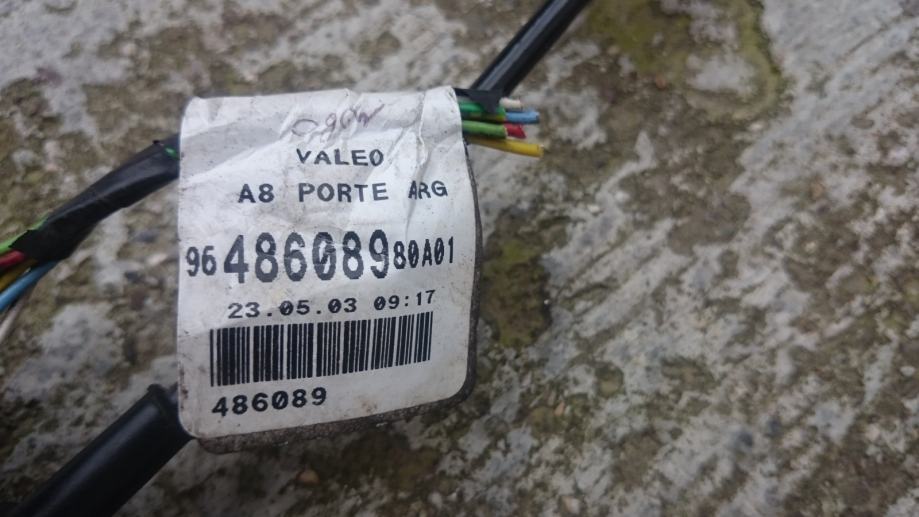 VALEO
A8 PORTE ARG
9648608980A01
23.05.03 09:17
486089